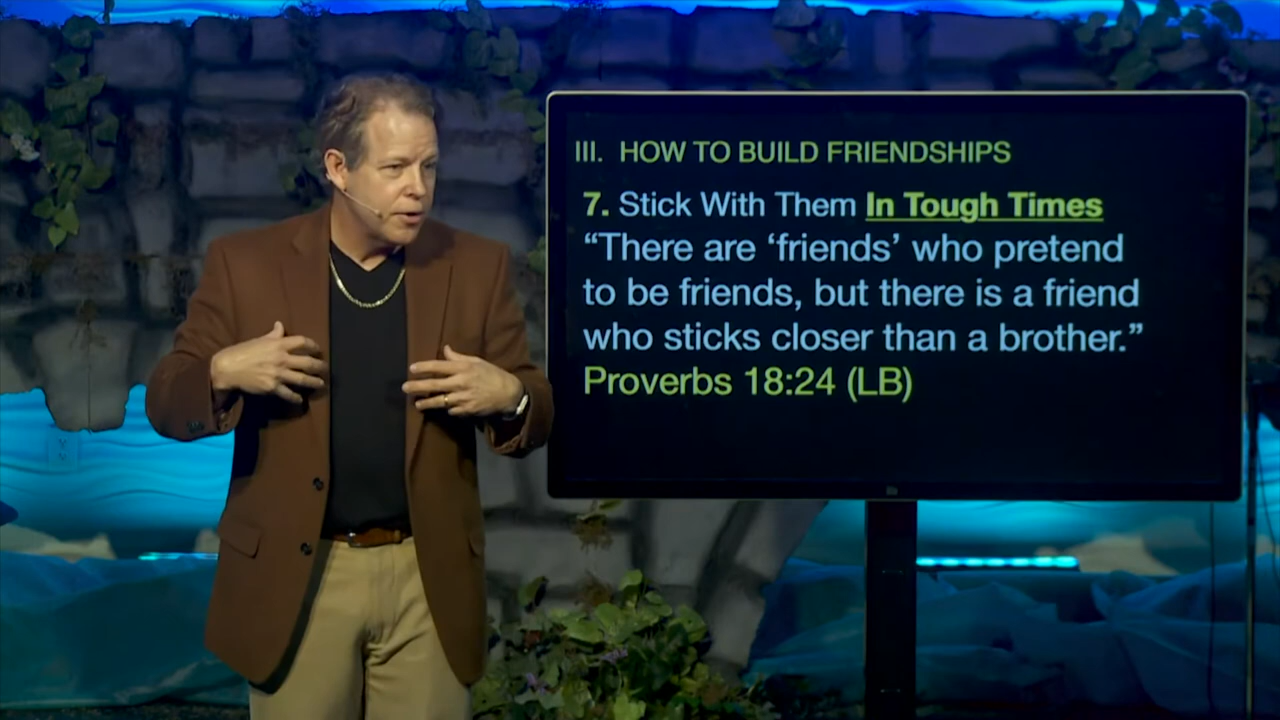 III. HOW TO BUILD FRIENDSHIPS
7. Stick With Them In Tough Times
“There are ‘friends’ who pretend
to be friends, but there is a friend
who sticks closer than a brother.”
Proverbs 18:24 (LB)